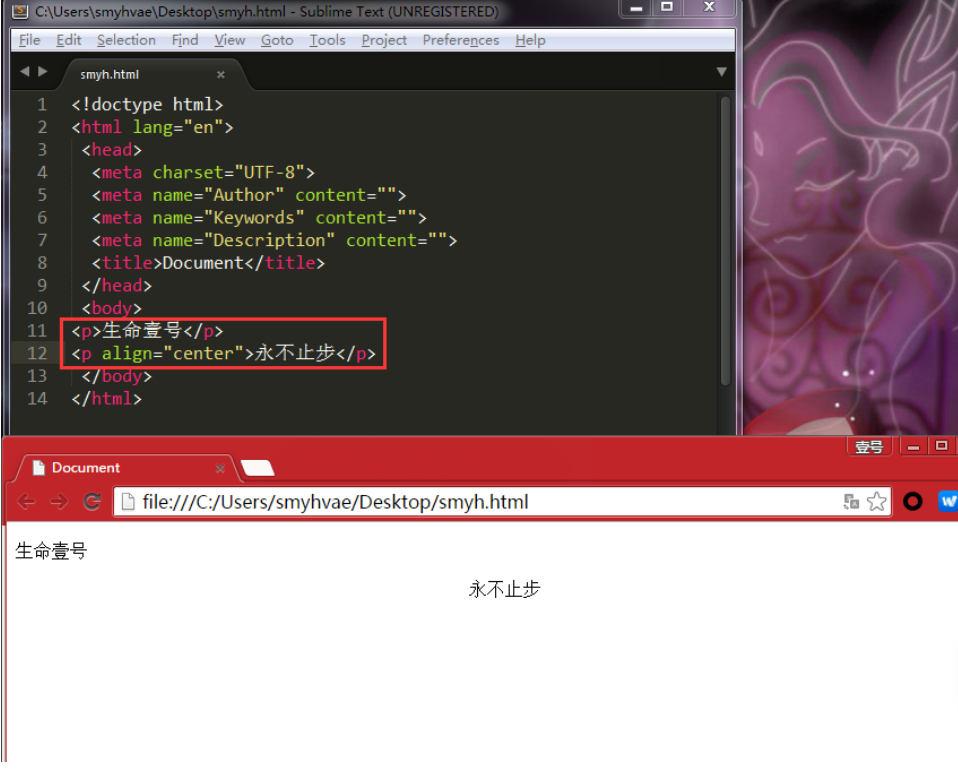 C:\Users\smyhvae\Desktop\smyh.html - Sublime Text (UNREGISTERED)
File Edit Selection Find View Goto Tools Project Preferences Help
smyh.html
1 <!doctype html>
2 <html lang="en">
3 <head>
4 <meta charset="UTF-8">
5 <meta name="Author" content="">
6 <meta name="Keywords" content="">
7 <meta name="Description" content="">
8 <title>Document</title>
9 </head>
10 <body>
11 <p>生命壹号</p>
12 <p align="center">永不止步</p>
13 </body>
14 </html>
壹号
Document
file:///C:/Users/smyhvae/Desktop/smyh.html
生命壹号
永不止步